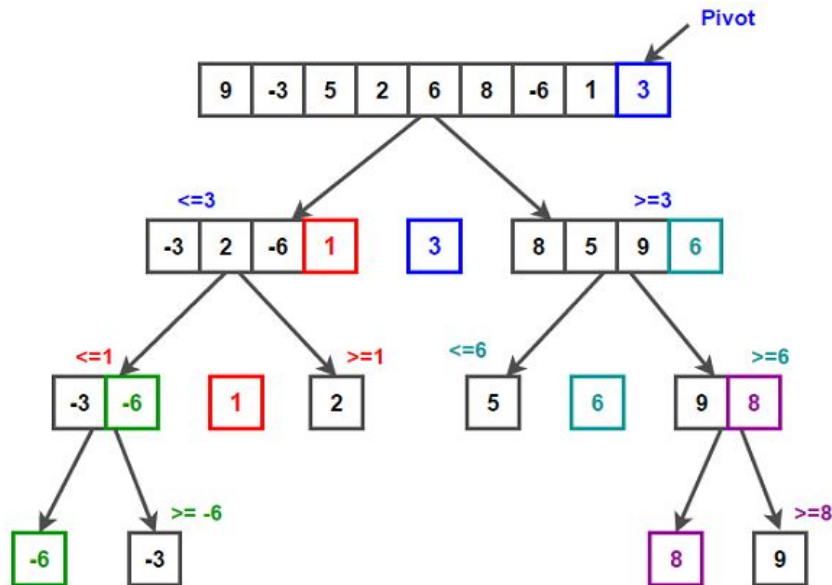 Pivot
9 -3 5 2 6 8 -6 1 3
<=3 >=3
-3 2 -6 1 3 8 5 9 6
<=1 >=1 <=6 >=6
-3 -6 1 2 5 6 9 8
>= -6 >=8
-6 -3 8 9